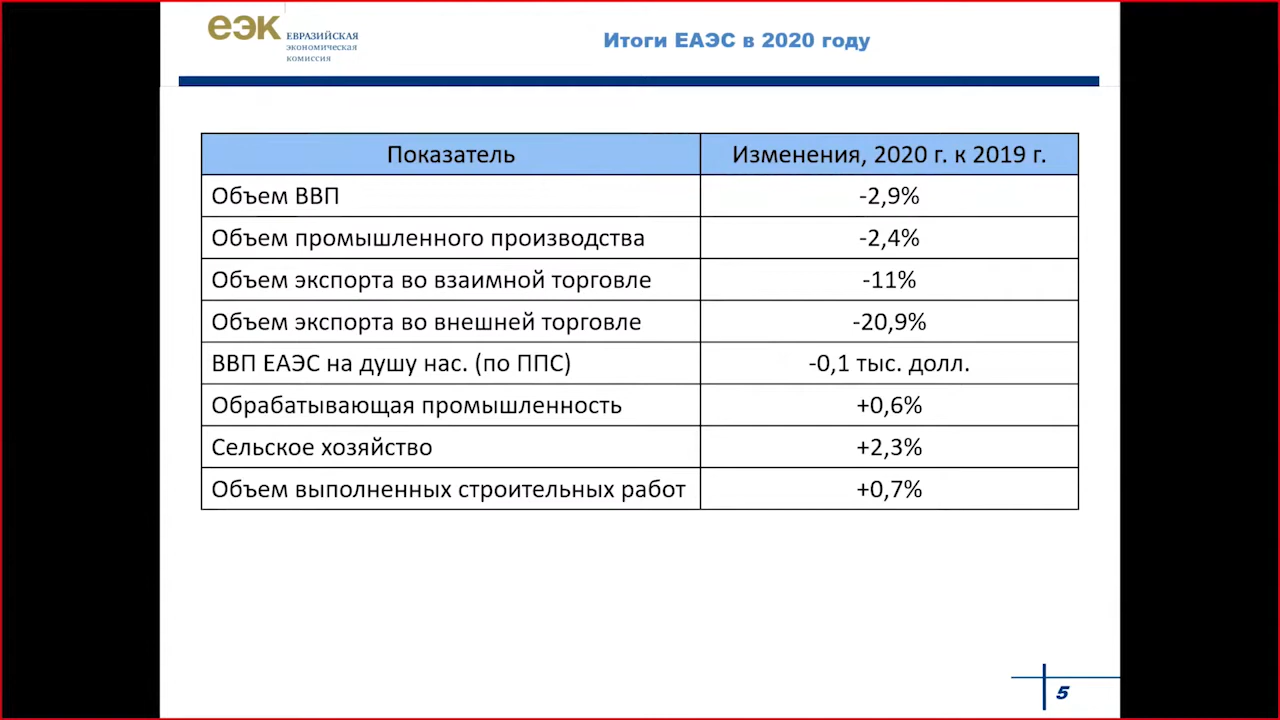 еэк
ЕВРАЗИЙСКАЯ
экономическая
комиссия
Итоги ЕАЭС в 2020 году
Показатель Изменения, 2020 г. к 2019 г.
Объем ВВП -2,9%
Объем промышленного производства -2,4%
Объем экспорта во взаимной торговле -11%
Объем экспорта во внешней торговле -20,9%
ВВП ЕАЭС на душу нас. (по ППС) -0,1 тыс. долл.
Обрабатывающая промышленность +0,6%
Сельское хозяйство +2,3%
Объем выполненных строительных работ +0,7%
5